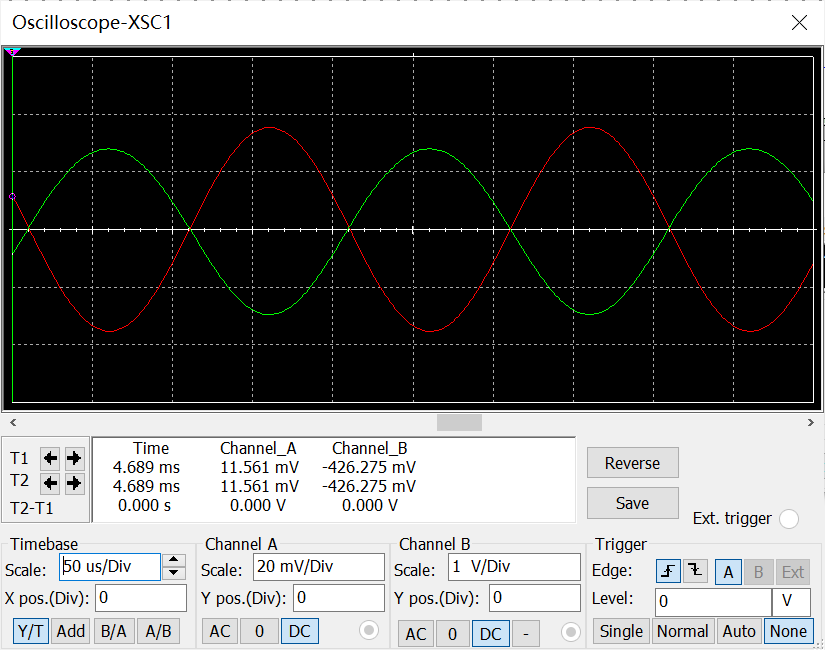 Oscilloscope-XSC1
T1
T2
T2-T1
Time Channel_A Channel_B
4.689 ms 11.561 mV -426.275 mV
4.689 ms 11.561 mV -426.275 mV
0.000 s 0.000 V 0.000 V
Reverse
Save
Ext. trigger
Timebase
Scale: 50 us/Div
X pos.(Div): 0
Y/T Add B/A A/B
Channel A
Scale: 20 mV/Div
Y pos.(Div): 0
AC 0 DC
Channel B
Scale: 1 V/Div
Y pos.(Div): 0
AC 0 DC -
Trigger
Edge: A B Ext
Level: 0 V
Single Normal Auto None